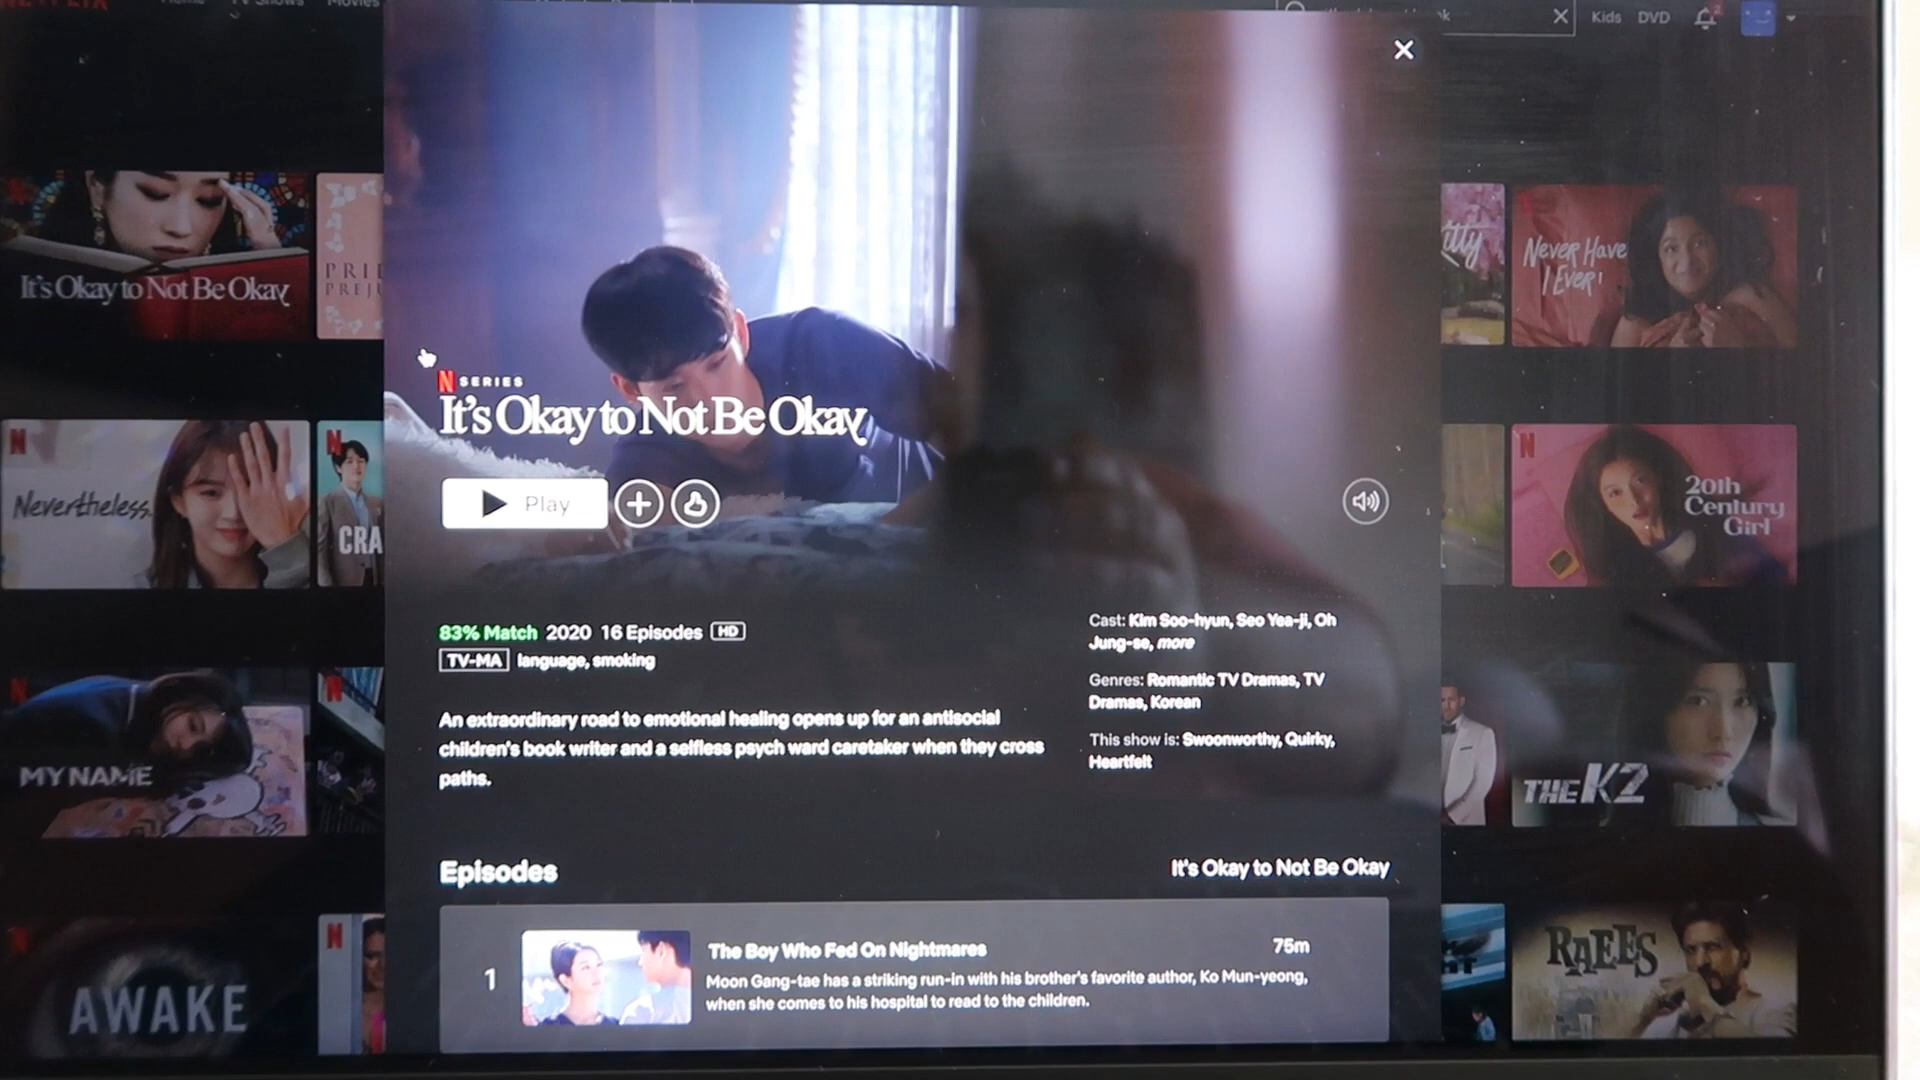 Home
TV Shows
Movies
Kids
DVD
2
It's Okay to Not Be Okay
Never Have
I Ever
N SERIES
It's Okay to Not Be Okay
Play
Nevertheless,
CRA
20th
Century
Girl
83% Match 2020 16 Episodes HD
TV-MA language, smoking
An extraordinary road to emotional healing opens up for an antisocial
children's book writer and a selfless psych ward caretaker when they cross
paths.
Cast: Kim Soo-hyun, Seo Yea-ji, Oh
Jung-se, more
Genres: Romantic TV Dramas, TV
Dramas, Korean
This show is: Swoonworthy, Quirky,
Heartfelt
MY NAME
THE K2
Episodes
It's Okay to Not Be Okay
1
The Boy Who Fed On Nightmares
75m
Moon Gang-tae has a striking run-in with his brother's favorite author, Ko Mun-yeong,
when she comes to his hospital to read to the children.
AWAKE
RAEES